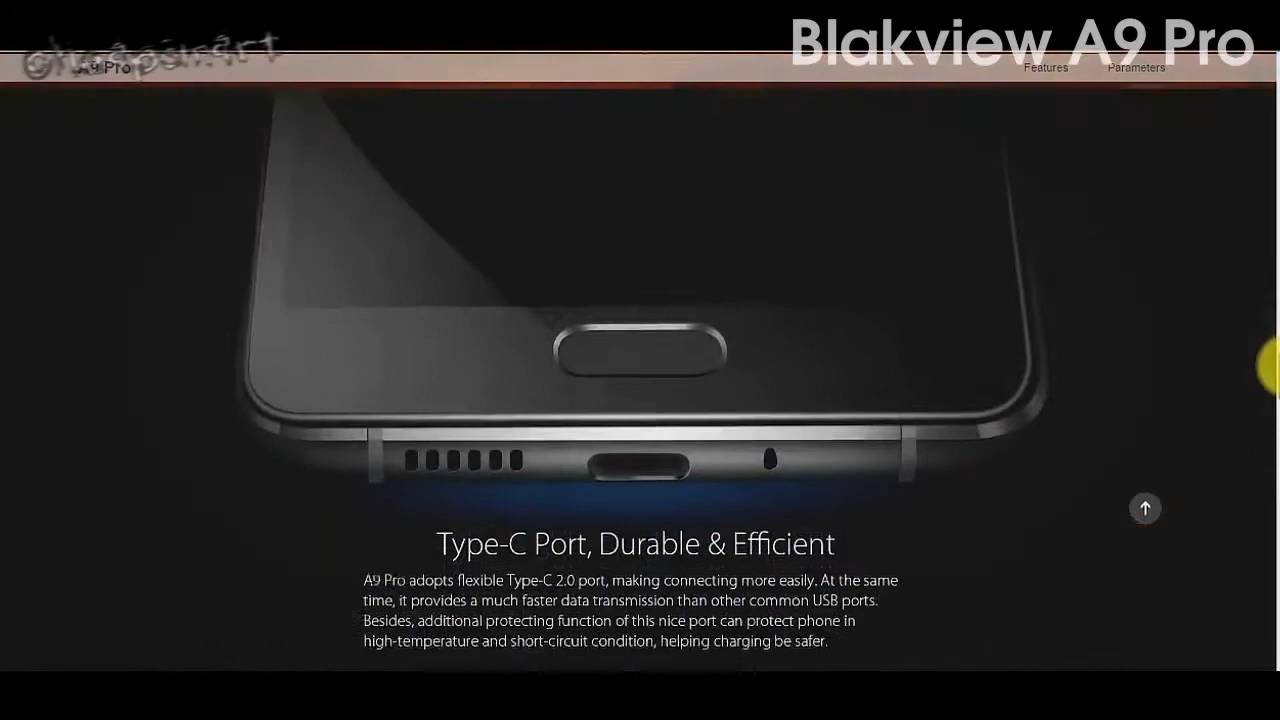 Blakview A9 Pro
A9 Pro
Features
Parameters
Type-C Port, Durable & Efficient
A9 Pro adopts flexible Type-C 2.0 port, making connecting more easily. At the same
time, it provides a much faster data transmission than other common USB ports.
Besides, additional protecting function of this nice port can protect phone in
high-temperature and short-circuit condition, helping charging be safer.